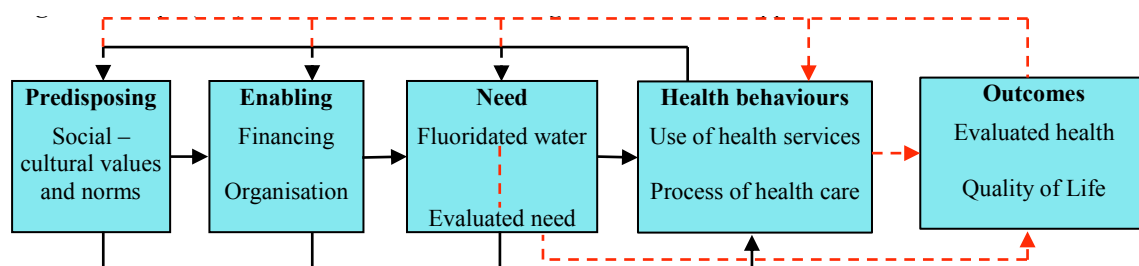 Predisposing
Social –
cultural values
and norms
Enabling
Financing
Organisation
Need
Fluoridated water
Evaluated need
Health behaviours
Use of health services
Process of health care
Outcomes
Evaluated health
Quality of Life